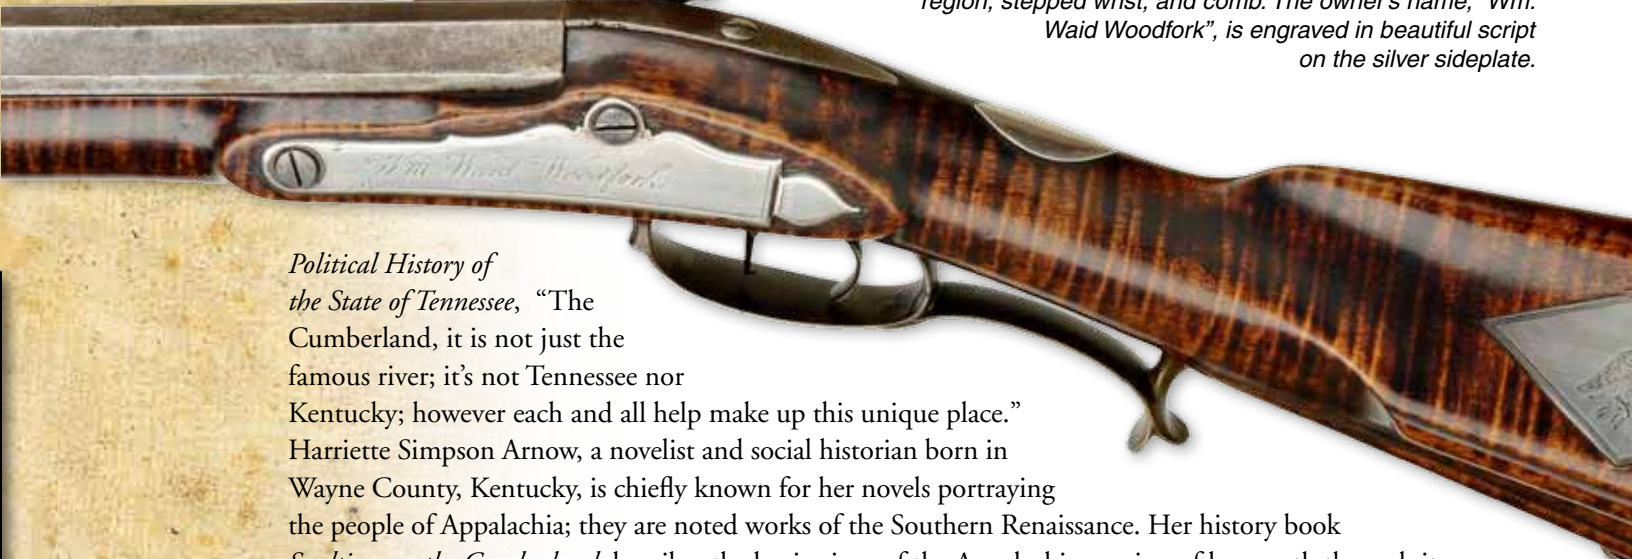 region, stepped wrist, and comb. The owner's name, "Wm.
Waid Woodfork", is engraved in beautiful script
on the silver sideplate.
Wm Waid Woodfork
Political History of
the State of Tennessee, “The
Cumberland, it is not just the
famous river; it’s not Tennessee nor
Kentucky; however each and all help make up this unique place.”
Harriette Simpson Arnow, a novelist and social historian born in
Wayne County, Kentucky, is chiefly known for her novels portraying
the people of Appalachia; they are noted works of the Southern Renaissance. Her history book